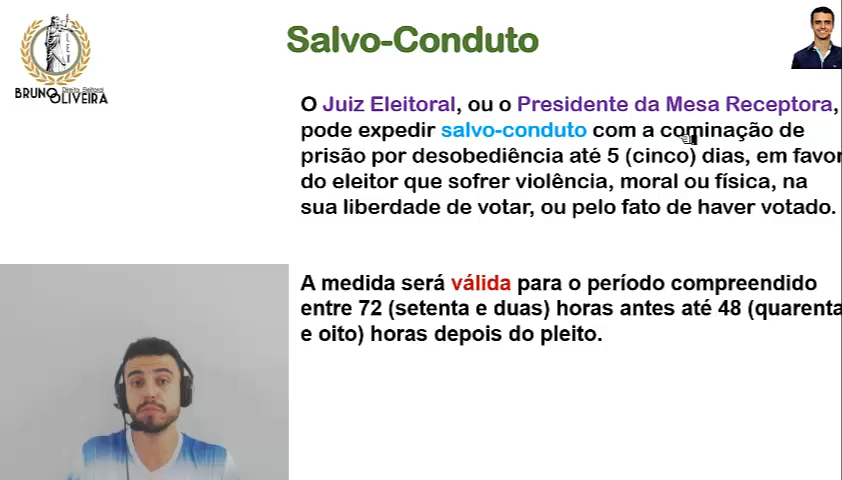 Salvo-Conduto
LEI
Direito Eleitoral
BRUNO OLIVEIRA
O Juiz Eleitoral, ou o Presidente da Mesa Receptora,
pode expedir salvo-conduto com a cominação de
prisão por desobediência até 5 (cinco) dias, em favor
do eleitor que sofrer violência, moral ou física, na
sua liberdade de votar, ou pelo fato de haver votado.
A medida será válida para o período compreendido
entre 72 (setenta e duas) horas antes até 48 (quarenta
e oito) horas depois do pleito.